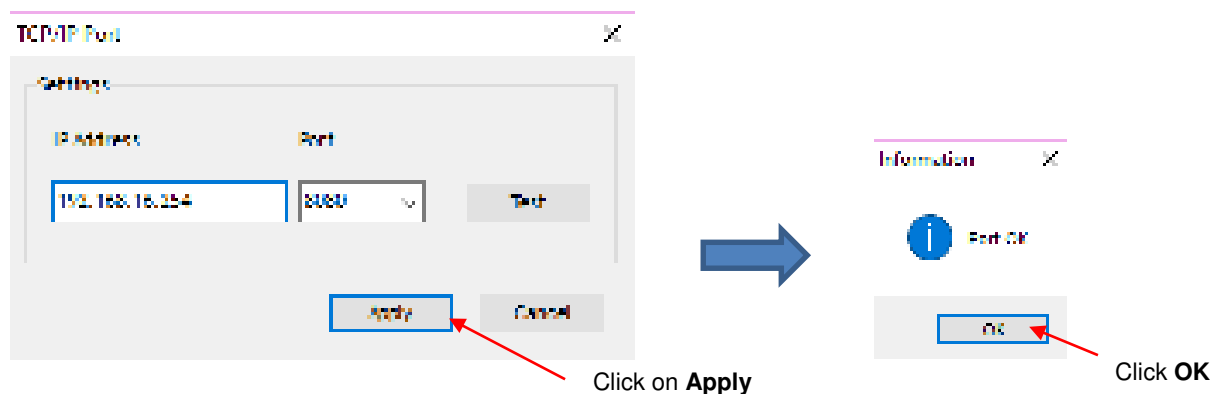 TCP/IP Port
Settings
IP Address
Port
192.168.16.254
8080
Test
Apply
Cancel
Click on Apply
Information
Port OK
OK
Click OK